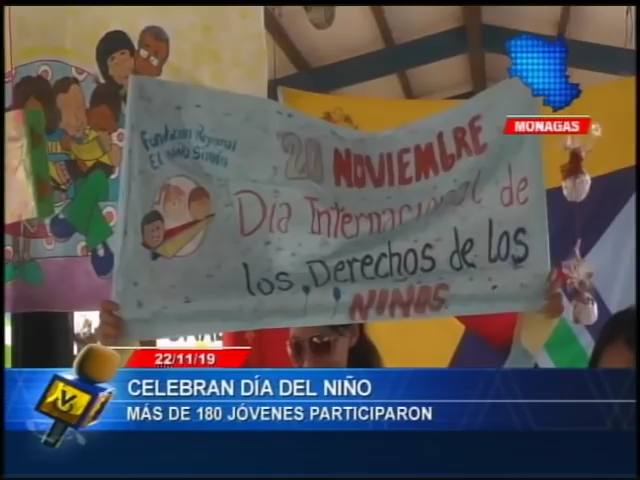 MONAGAS
Fundación Regional
El Niño Simón
20 NOVIEMBRE
Día Internacional de
los Derechos de los
NIÑOS
22/11/19
CELEBRAN DÍA DEL NIÑO
MÁS DE 180 JÓVENES PARTICIPARON